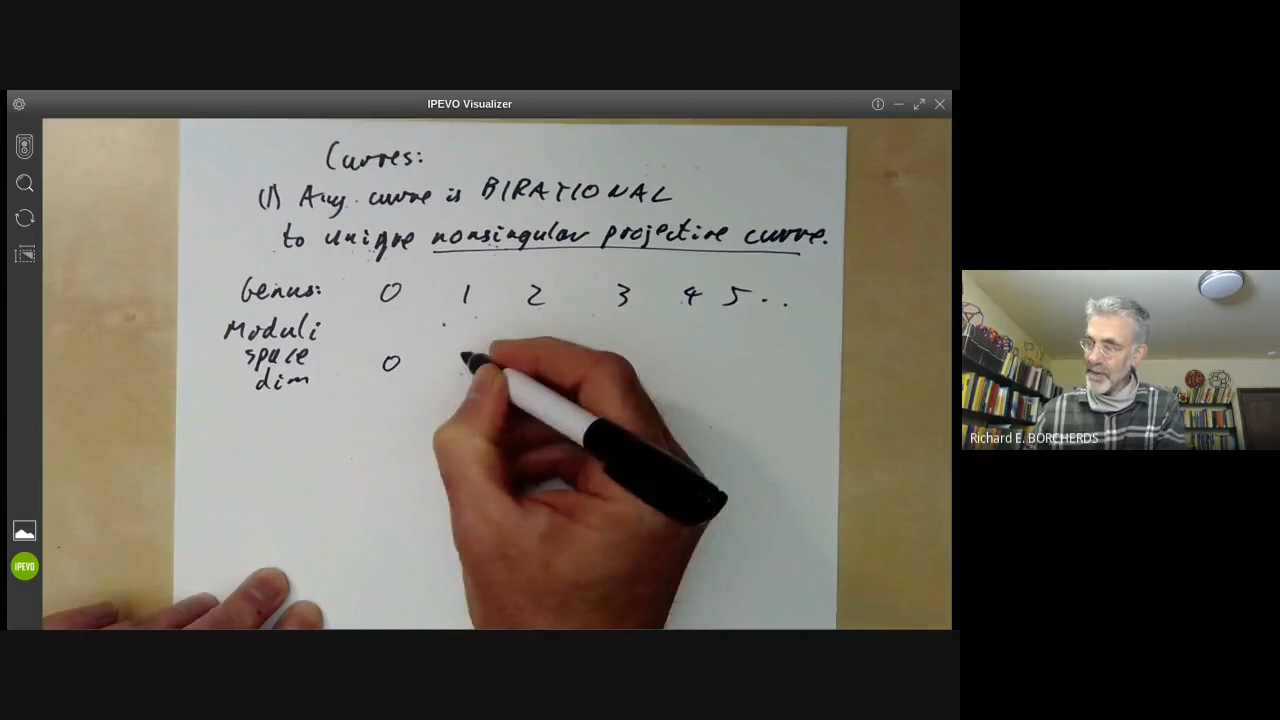 IPEVO Visualizer
Curves:
(1) Any curve is BIRATIONAL
to unique nonsingular projective curve.
Genus: 0 1 2 3 4 5 . . .
Moduli
space 0
dim
Richard E. BORCHERDS
IPEVO